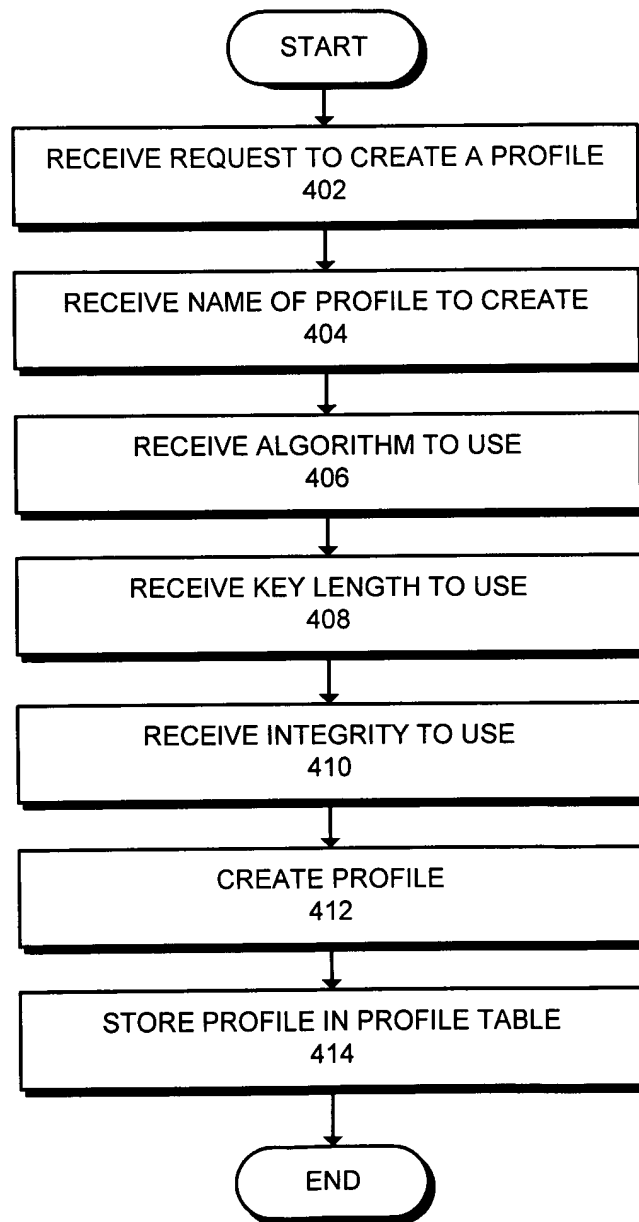 START
RECEIVE REQUEST TO CREATE A PROFILE
402
RECEIVE NAME OF PROFILE TO CREATE
404
RECEIVE ALGORITHM TO USE
406
RECEIVE KEY LENGTH TO USE
408
RECEIVE INTEGRITY TO USE
410
CREATE PROFILE
412
STORE PROFILE IN PROFILE TABLE
414
END